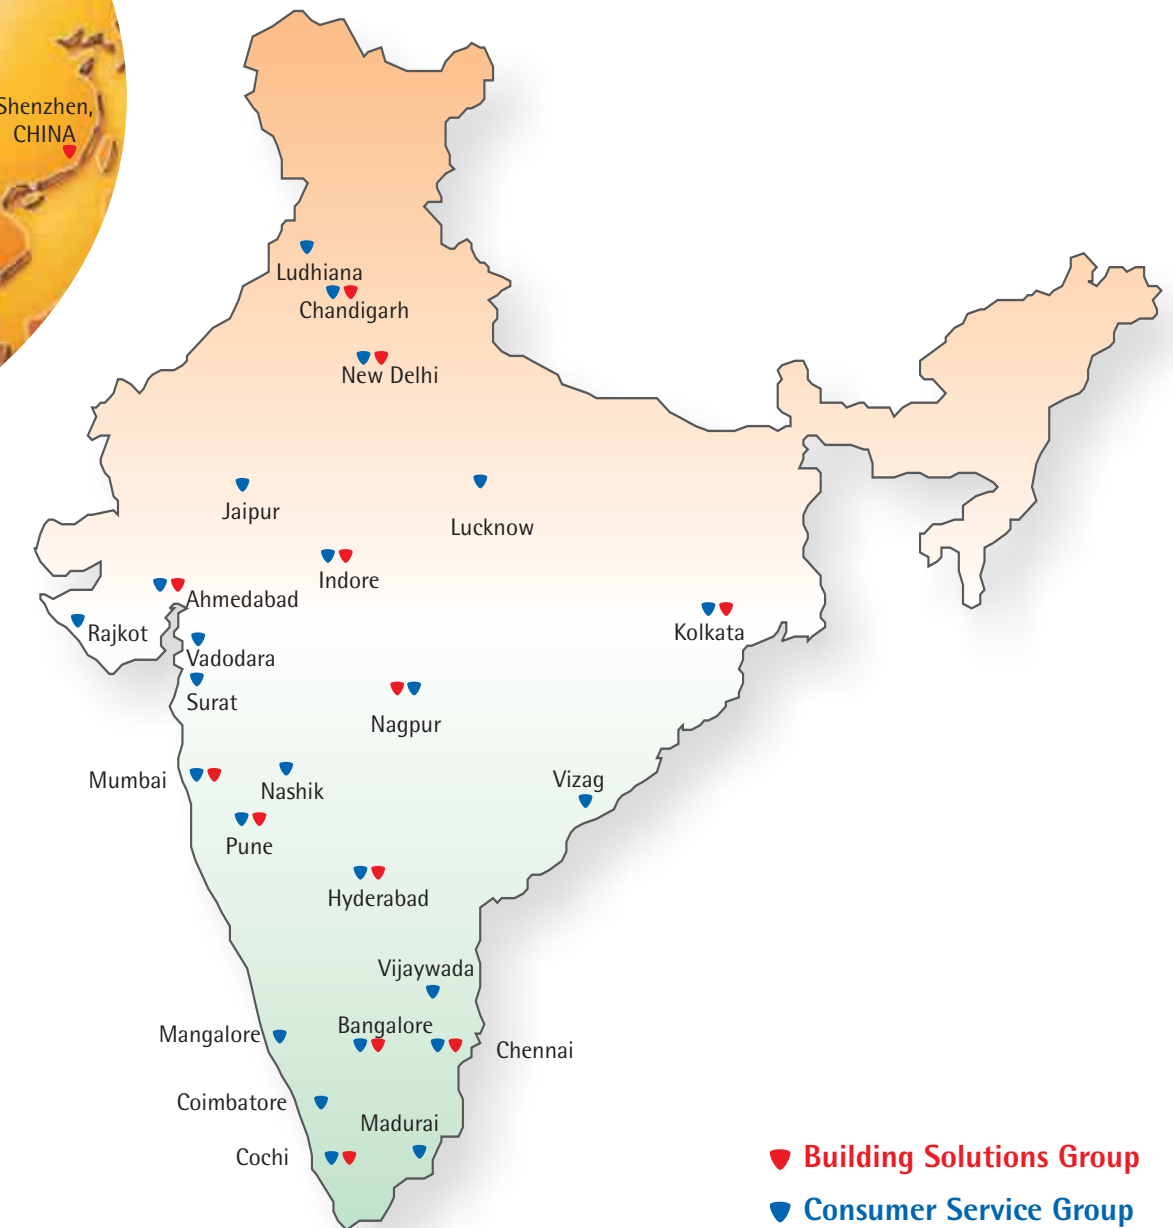 Shenzhen,
CHINA
Ludhiana
Chandigarh
New Delhi
Jaipur
Lucknow
Indore
Ahmedabad
Rajkot
Kolkata
Vadodara
Surat
Nagpur
Mumbai
Nashik
Vizag
Pune
Hyderabad
Vijaywada
Bangalore
Mangalore
Chennai
Coimbatore
Madurai
Cochi
Building Solutions Group
Consumer Service Group